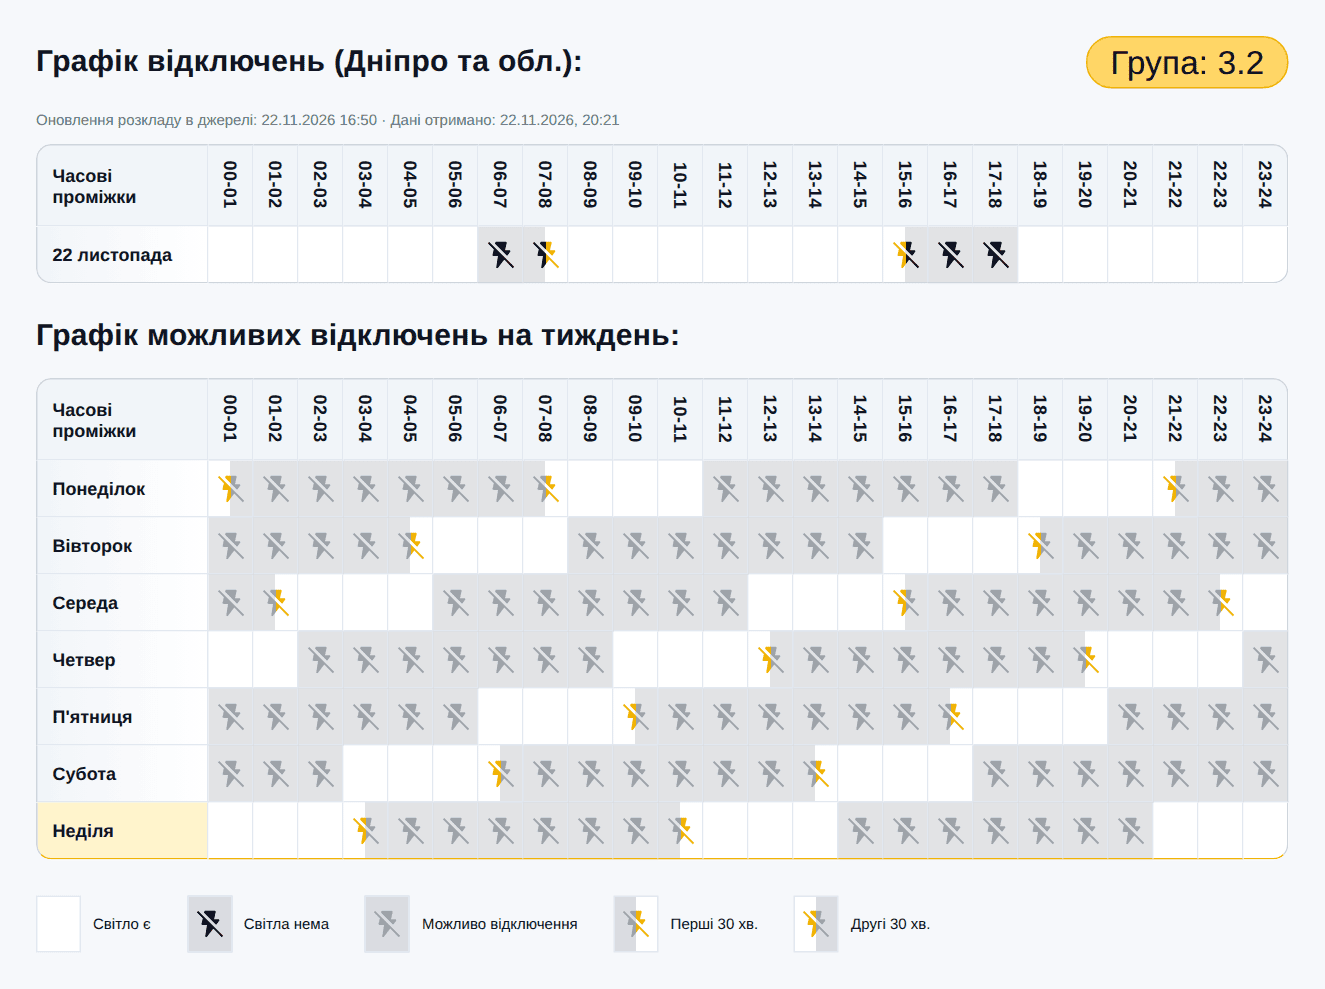 Графік відключень (Дніпро та обл.):
Група: 3.2
Оновлення розкладу в джерелі: 22.11.2026 16:50 · Дані отримано: 22.11.2026, 20:21
Часові проміжки 00-01 01-02 02-03 03-04 04-05 05-06 06-07 07-08 08-09 09-10 10-11 11-12 12-13 13-14 14-15 15-16 16-17 17-18 18-19 19-20 20-21 21-22 22-23 23-24
22 листопада
Графік можливих відключень на тиждень:
Часові проміжки 00-01 01-02 02-03 03-04 04-05 05-06 06-07 07-08 08-09 09-10 10-11 11-12 12-13 13-14 14-15 15-16 16-17 17-18 18-19 19-20 20-21 21-22 22-23 23-24
Понеділок
Вівторок
Середа
Четвер
П'ятниця
Субота
Неділя
Світло є Світла нема Можливо відключення Перші 30 хв. Другі 30 хв.